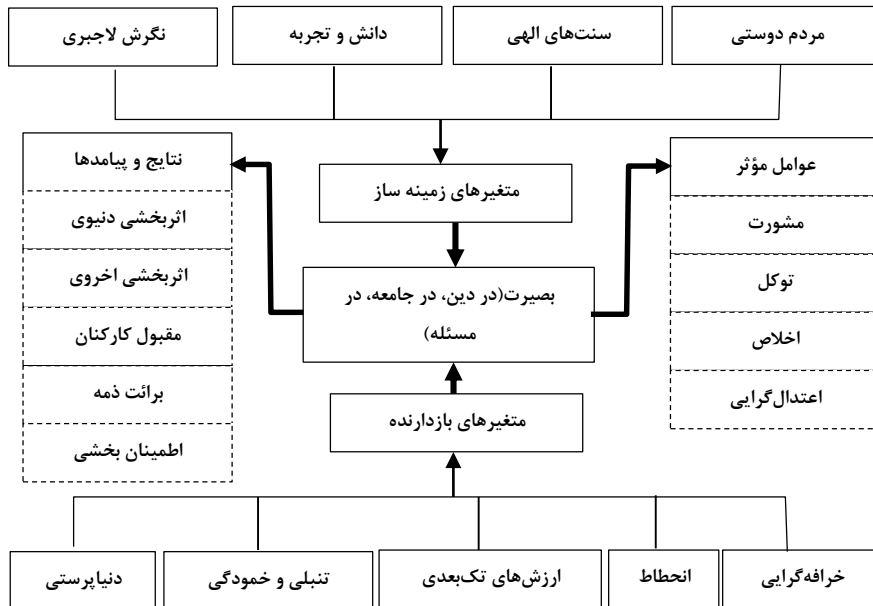 مردم دوستی
سنت‌های الهی
دانش و تجربه
نگرش لاجبری
عوامل مؤثر
مشورت
توکل
اخلاص
اعتدال‌گرایی
متغیرهای زمینه ساز
بصیرت(در دین، در جامعه، در
مسئله)
متغیرهای بازدارنده
نتایج و پیامدها
اثربخشی دنیوی
اثربخشی اخروی
مقبول کارکنان
برائت ذمه
اطمینان بخشی
خرافه‌گرایی
انحطاط
ارزش‌های تک‌بعدی
تنبلی و خمودگی
دنیاپرستی